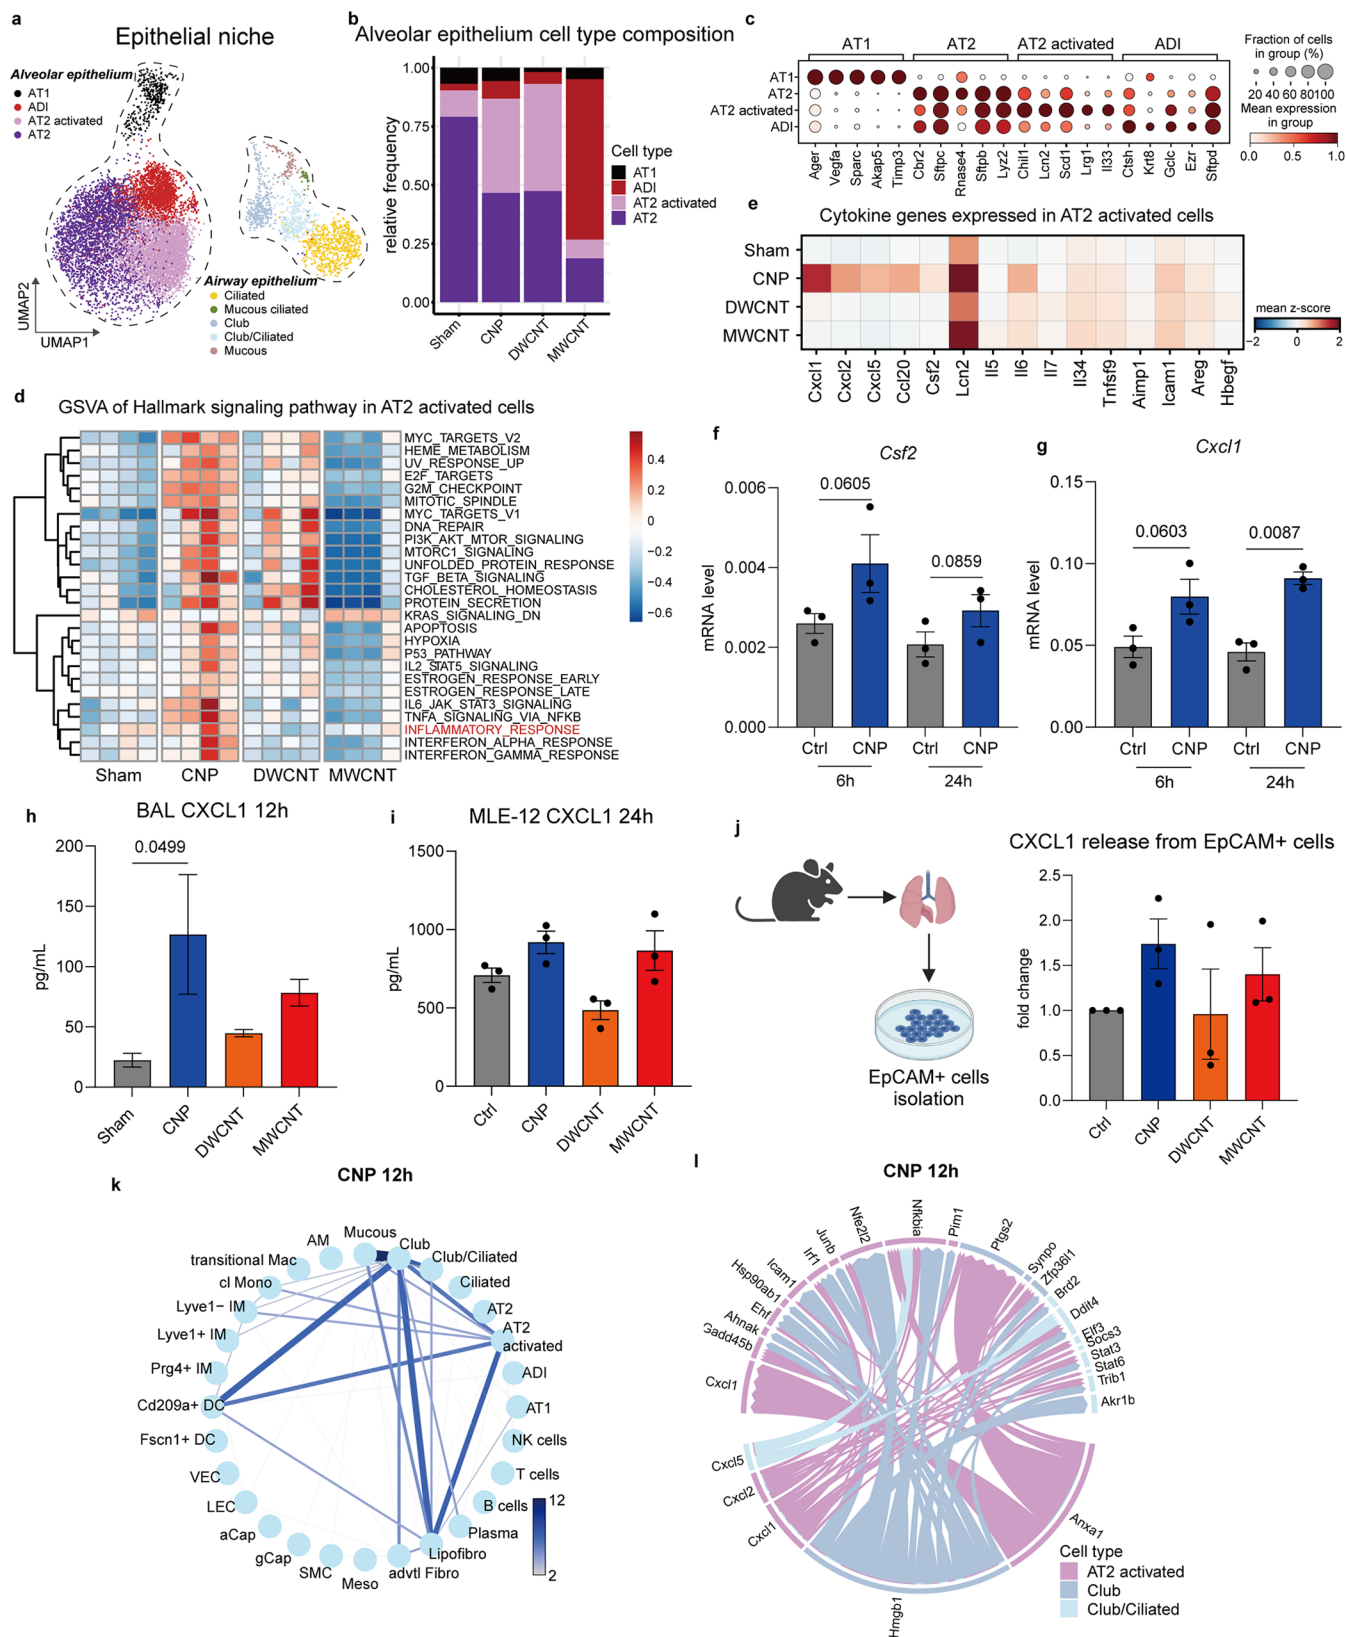 a
Epithelial niche
Alveolar epithelium
AT1
ADI
AT2 activated
AT2
UMAP2
UMAP1
Airway epithelium
Ciliated
Mucous ciliated
Club
Club/Ciliated
Mucous
b
Alveolar epithelium cell type composition
relative frequency
1.00
0.75
0.50
0.25
0.00
Sham
CNP
DWCNT
MWCNT
Cell type
AT1
ADI
AT2 activated
AT2
c
AT1
AT2
AT2 activated
ADI
AT1
AT2
AT2 activated
ADI
Ager
Vegfa
Sparc
Akap5
Timp3
Cbr2
Sftpc
Rnase4
Sftpb
Lyz2
Chil1
Lcn2
Scd1
Lrg1
Il33
Ctsh
Krt8
Gclc
Ezr
Sftpd
Fraction of cells
in group (%)
20 40 60 80100
Mean expression
in group
0.0
0.5
1.0
e
Cytokine genes expressed in AT2 activated cells
Sham
CNP
DWCNT
MWCNT
Cxcl1
Cxcl2
Cxcl5
Ccl20
Csf2
Lcn2
Il5
Il6
Il7
Il34
Tnfsf9
Aimp1
Icam1
Areg
Hbegf
mean z-score
−2
0
2
d
GSVA of Hallmark signaling pathway in AT2 activated cells
MYC_TARGETS_V2
HEME_METABOLISM
UV_RESPONSE_UP
E2F_TARGETS
G2M_CHECKPOINT
MITOTIC_SPINDLE
MYC_TARGETS_V1
DNA_REPAIR
PI3K_AKT_MTOR_SIGNALING
MTORC1_SIGNALING
UNFOLDED_PROTEIN_RESPONSE
TGF_BETA_SIGNALING
CHOLESTEROL_HOMEOSTASIS
PROTEIN_SECRETION
KRAS_SIGNALING_DN
APOPTOSIS
HYPOXIA
P53_PATHWAY
IL2_STAT5_SIGNALING
ESTROGEN_RESPONSE_EARLY
ESTROGEN_RESPONSE_LATE
IL6_JAK_STAT3_SIGNALING
TNFA_SIGNALING_VIA_NFKB
INFLAMMATORY_RESPONSE
INTERFERON_ALPHA_RESPONSE
INTERFERON_GAMMA_RESPONSE
Sham
CNP
DWCNT
MWCNT
0.4
0.2
0
−0.2
−0.4
−0.6
f
Csf2
mRNA level
0.006
0.004
0.002
0.000
0.0605
0.0859
Ctrl
CNP
Ctrl
CNP
6h
24h
g
Cxcl1
mRNA level
0.15
0.10
0.05
0.00
0.0603
0.0087
Ctrl
CNP
Ctrl
CNP
6h
24h
h
BAL CXCL1 12h
pg/mL
200
150
100
50
0
0.0499
Sham
CNP
DWCNT
MWCNT
i
MLE-12 CXCL1 24h
pg/mL
1500
1000
500
0
Ctrl
CNP
DWCNT
MWCNT
j
EpCAM+ cells
isolation
CXCL1 release from EpCAM+ cells
fold change
2.5
2.0
1.5
1.0
0.5
0.0
Ctrl
CNP
DWCNT
MWCNT
k
CNP 12h
Mucous
Club
Club/Ciliated
Ciliated
AT2
AT2
activated
ADI
AT1
NK cells
T cells
B cells
Plasma
Lipofibro
advtl Fibro
Meso
SMC
gCap
aCap
LEC
VEC
Fscn1+ DC
Cd209a+ DC
Prg4+ IM
Lyve1+ IM
Lyve1− IM
cl Mono
transitional Mac
AM
12
2
l
CNP 12h
Cxcl1
Gadd45b
Ahnak
Ehf
Hsp90ab1
Icam1
Irf1
Junb
Nfe2l2
Nfkbia
Pim1
Ptgs2
Synpo
Zfp36l1
Brd2
Ddit4
Elf3
Socs3
Stat3
Stat6
Trib1
Akr1b
Anxa1
Hmgb1
Cxcl1
Cxcl2
Cxcl5
Cell type
AT2 activated
Club
Club/Ciliated